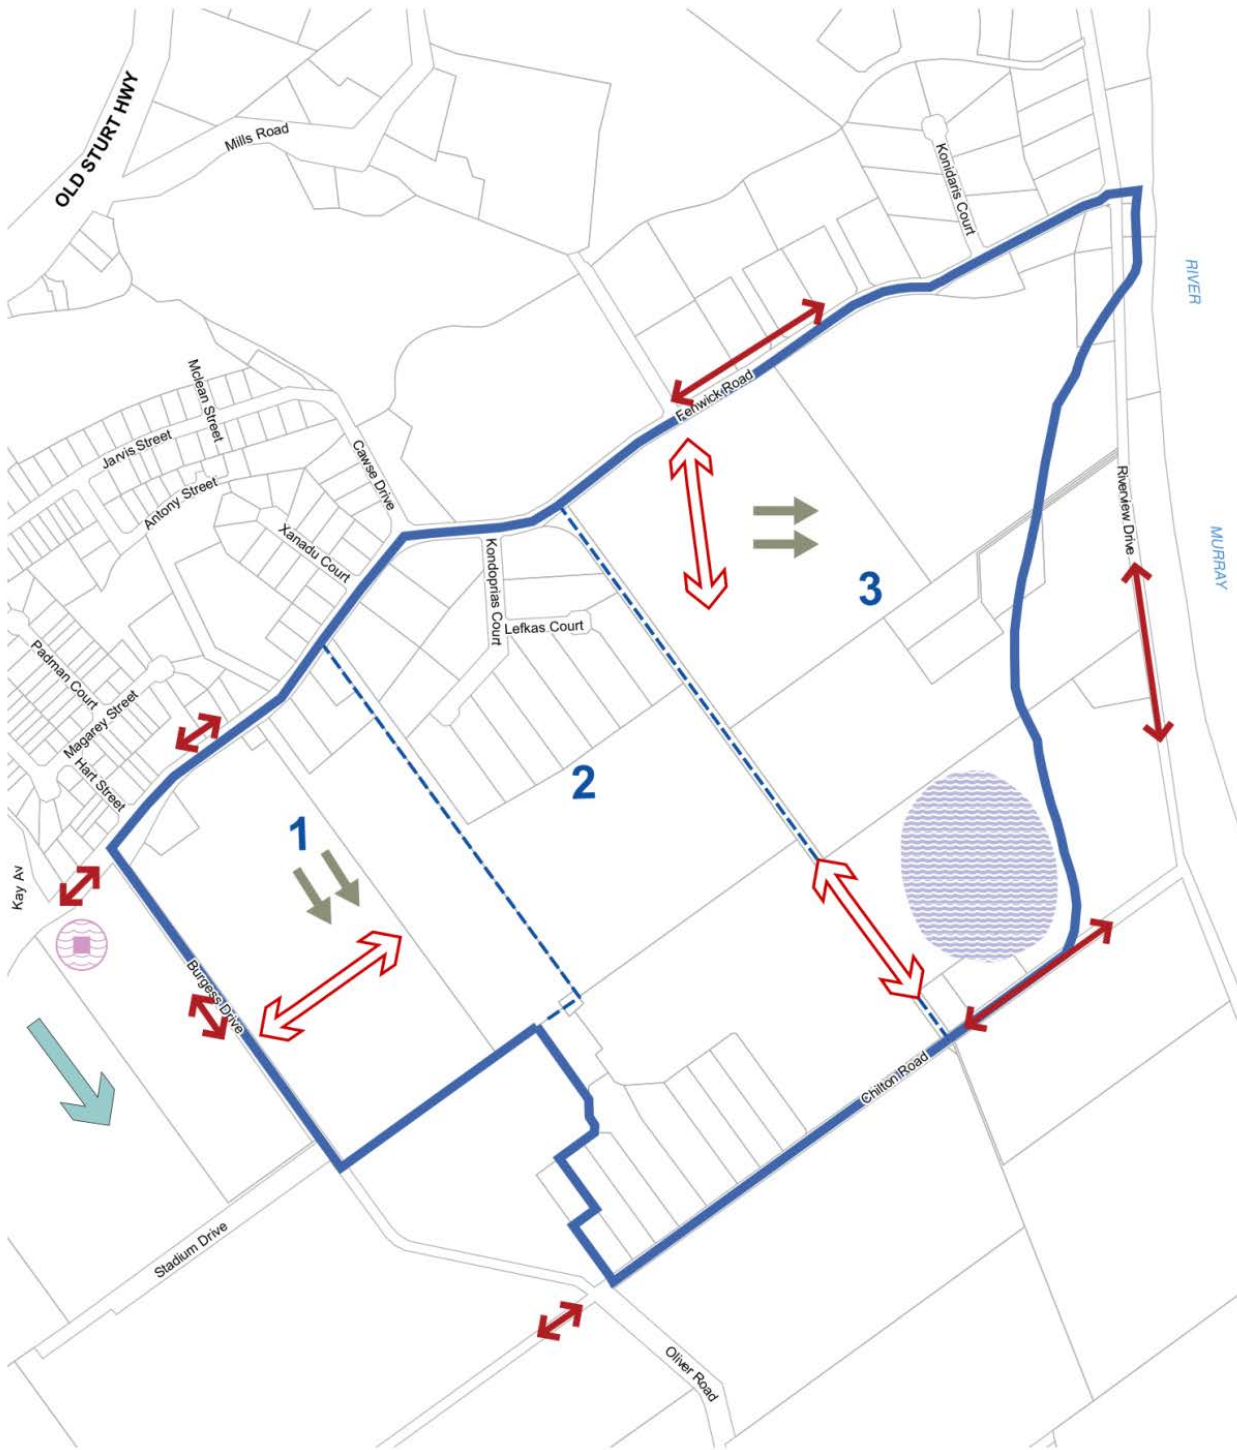 OLD STURT HWY
Mills Road
Konidaris Court
RIVER
Mclean Street
Jarvis Street
Antony Street
Cawse Drive
Fenwick Road
Xanadu Court
Kondoprias Court
Lefkas Court
Riverview Drive
MURRAY
3
Padman Court
Magarey Street
Hart Street
2
1
Kay Av
Burgess Drive
Chilton Road
Stadium Drive
Oliver Road